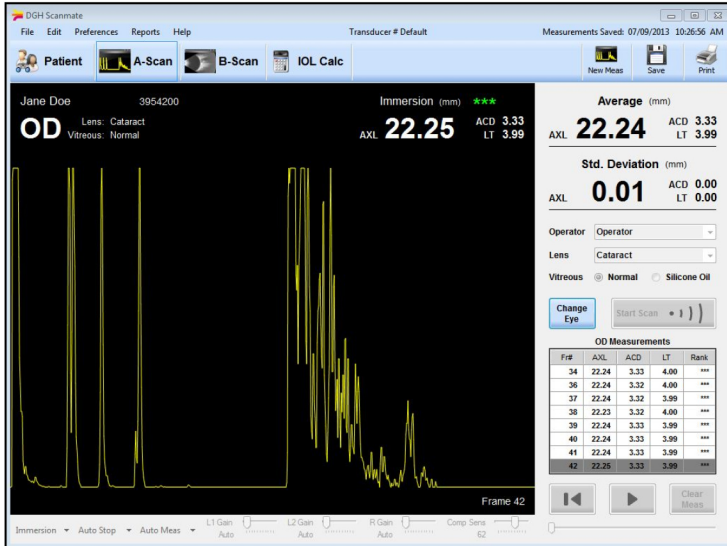 DGH Scanmate
File Edit Preferences Reports Help Transducer # Default Measurements Saved: 07/09/2013 10:26:56 AM
Patient A-Scan B-Scan IOL Calc New Meas Save Print
Jane Doe 3954200 Immersion (mm) ***
OD Lens: Cataract
Vitreous: Normal
AXL 22.25 ACD 3.33
LT 3.99
Frame 42
Average (mm)
AXL 22.24 ACD 3.33
LT 3.99
Std. Deviation (mm)
AXL 0.01 ACD 0.00
LT 0.00
Operator Operator
Lens Cataract
Vitreous Normal Silicone Oil
Change
Eye
Start Scan
OD Measurements
Fr# AXL ACD LT Rank
34 22.24 3.33 4.00 ***
36 22.24 3.32 4.00 ***
37 22.24 3.32 3.99 ***
38 22.23 3.32 4.00 ***
39 22.24 3.33 3.99 ***
40 22.24 3.33 3.99 ***
41 22.24 3.33 3.99 ***
42 22.25 3.33 3.99 ***
Clear
Meas
Immersion Auto Stop Auto Meas
L1 Gain L2 Gain R Gain Comp Sens
Auto Auto Auto 62